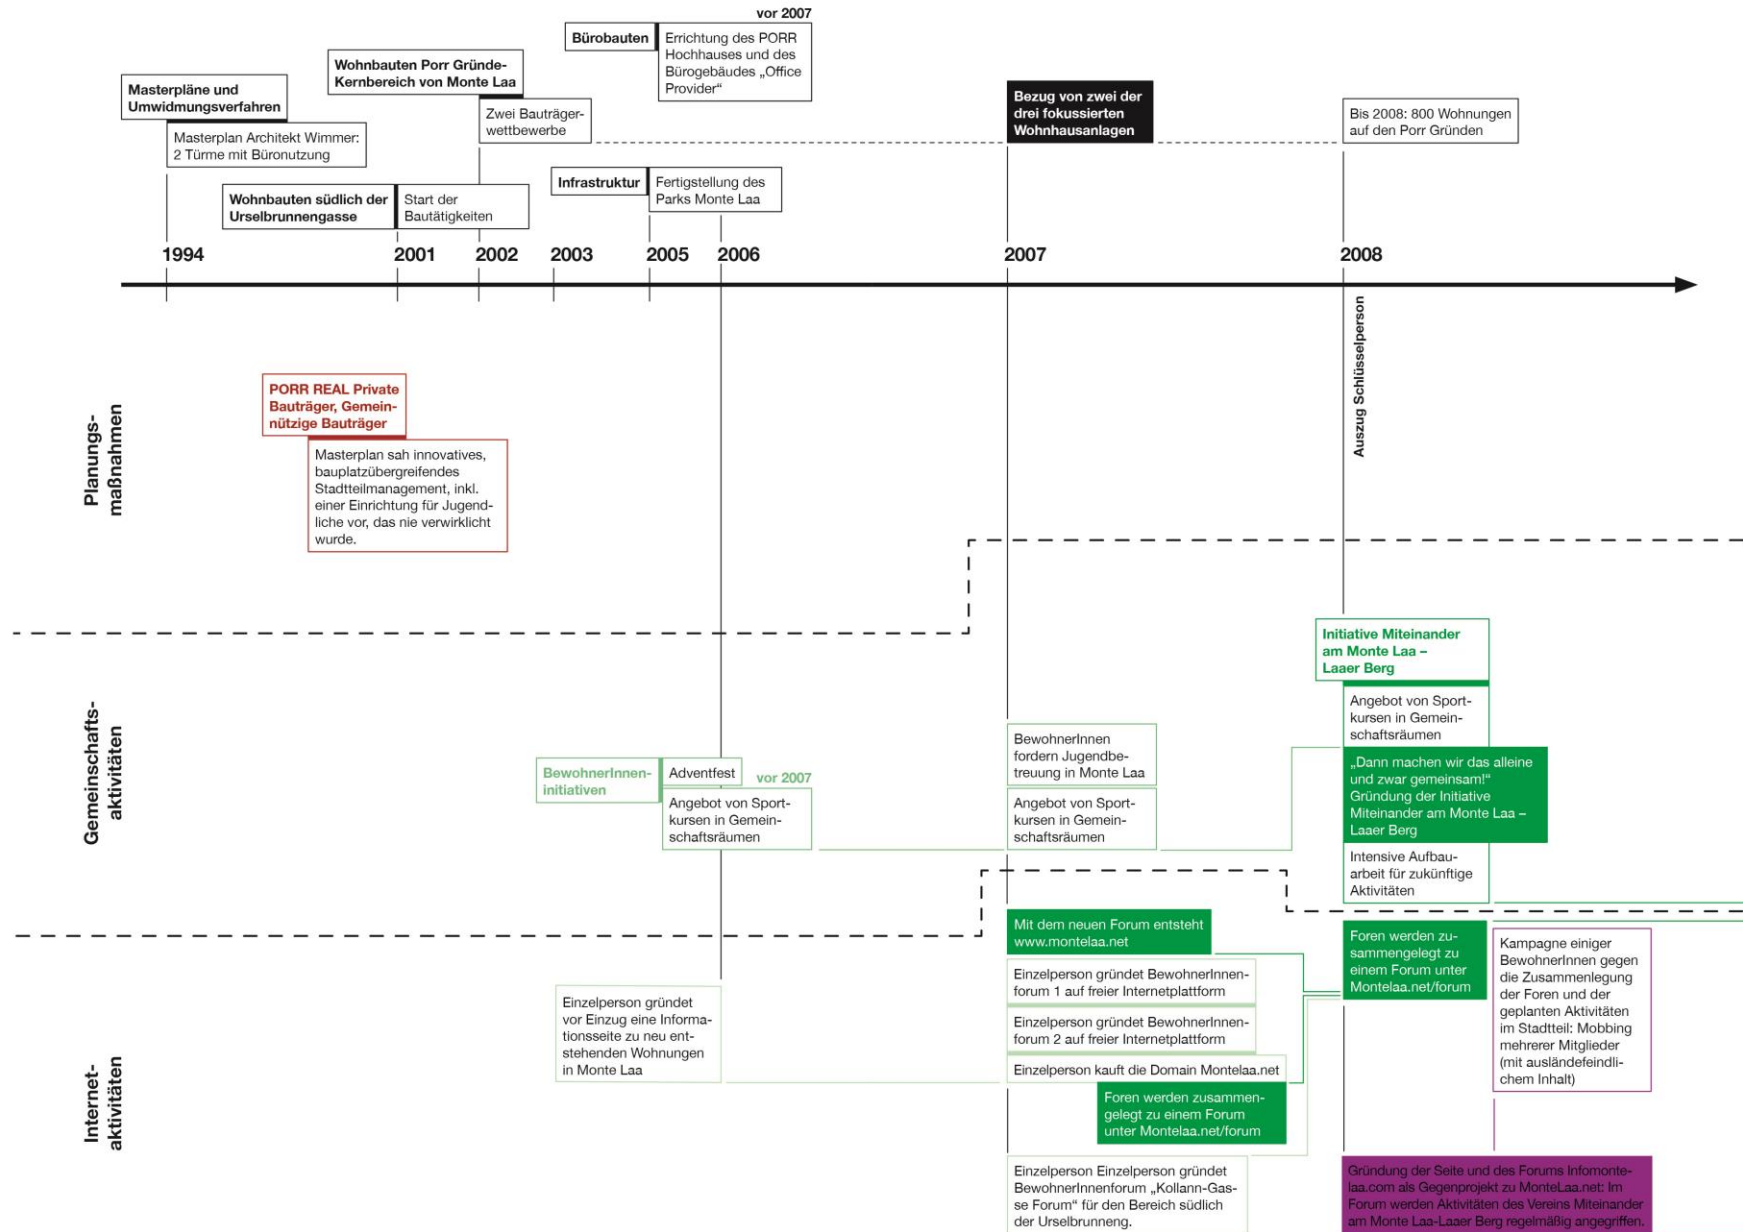 vor 2007
Bürobauten
Errichtung des PORR
Hochhauses und des
Bürogebäudes „Office
Provider“
Wohnbauten Porr Gründe-
Kernbereich von Monte Laa
Zwei Bauträger-
wettbewerbe
Masterpläne und
Umwidmungsverfahren
Masterplan Architekt Wimmer:
2 Türme mit Büronutzung
Bezug von zwei der
drei fokussierten
Wohnhausanlagen
Bis 2008: 800 Wohnungen
auf den Porr Gründen
Infrastruktur
Fertigstellung des
Parks Monte Laa
Wohnbauten südlich der
Urselbrunnengasse
Start der
Bautätigkeiten
1994
2001
2002
2003
2005
2006
2007
2008
Auszug Schlüsselperson
Planungs-
maßnahmen
PORR REAL Private
Bauträger, Gemein-
nützige Bauträger
Masterplan sah innovatives,
bauplatzübergreifendes
Stadtteilmanagement, inkl.
einer Einrichtung für Jugend-
liche vor, das nie verwirklicht
wurde.
Gemeinschafts-
aktivitäten
BewohnerInnen-
initiativen
Adventfest
vor 2007
Angebot von Sport-
kursen in Gemein-
schaftsräumen
BewohnerInnen
fordern Jugendbe-
treuung in Monte Laa
Angebot von Sport-
kursen in Gemein-
schaftsräumen
Initiative Miteinander
am Monte Laa –
Laaer Berg
Angebot von Sport-
kursen in Gemein-
schaftsräumen
„Dann machen wir das alleine
und zwar gemeinsam!“
Gründung der Initiative
Miteinander am Monte Laa –
Laaer Berg
Intensive Aufbau-
arbeit für zukünftige
Aktivitäten
Internet-
aktivitäten
Einzelperson gründet
vor Einzug eine Informa-
tionsseite zu neu ent-
stehenden Wohnungen
in Monte Laa
Mit dem neuen Forum entsteht
www.montelaa.net
Einzelperson gründet BewohnerInnen-
forum 1 auf freier Internetplattform
Einzelperson gründet BewohnerInnen-
forum 2 auf freier Internetplattform
Einzelperson kauft die Domain Montelaa.net
Foren werden zusammen-
gelegt zu einem Forum
unter Montelaa.net/forum
Einzelperson Einzelperson gründet
BewohnerInnenforum „Kollann-Gas-
se Forum“ für den Bereich südlich
der Urselbrunneng.
Foren werden zu-
sammengelegt zu
einem Forum unter
Montelaa.net/forum
Kampagne einiger
BewohnerInnen gegen
die Zusammenlegung
der Foren und der
geplanten Aktivitäten
im Stadtteil: Mobbing
mehrerer Mitglieder
(mit ausländefeindli-
chem Inhalt)
Gründung der Seite und des Forums Infomonte-
laa.com als Gegenprojekt zu MonteLaa.net: Im
Forum werden Aktivitäten des Vereins Miteinander
am Monte Laa-Laaer Berg regelmäßig angegriffen.